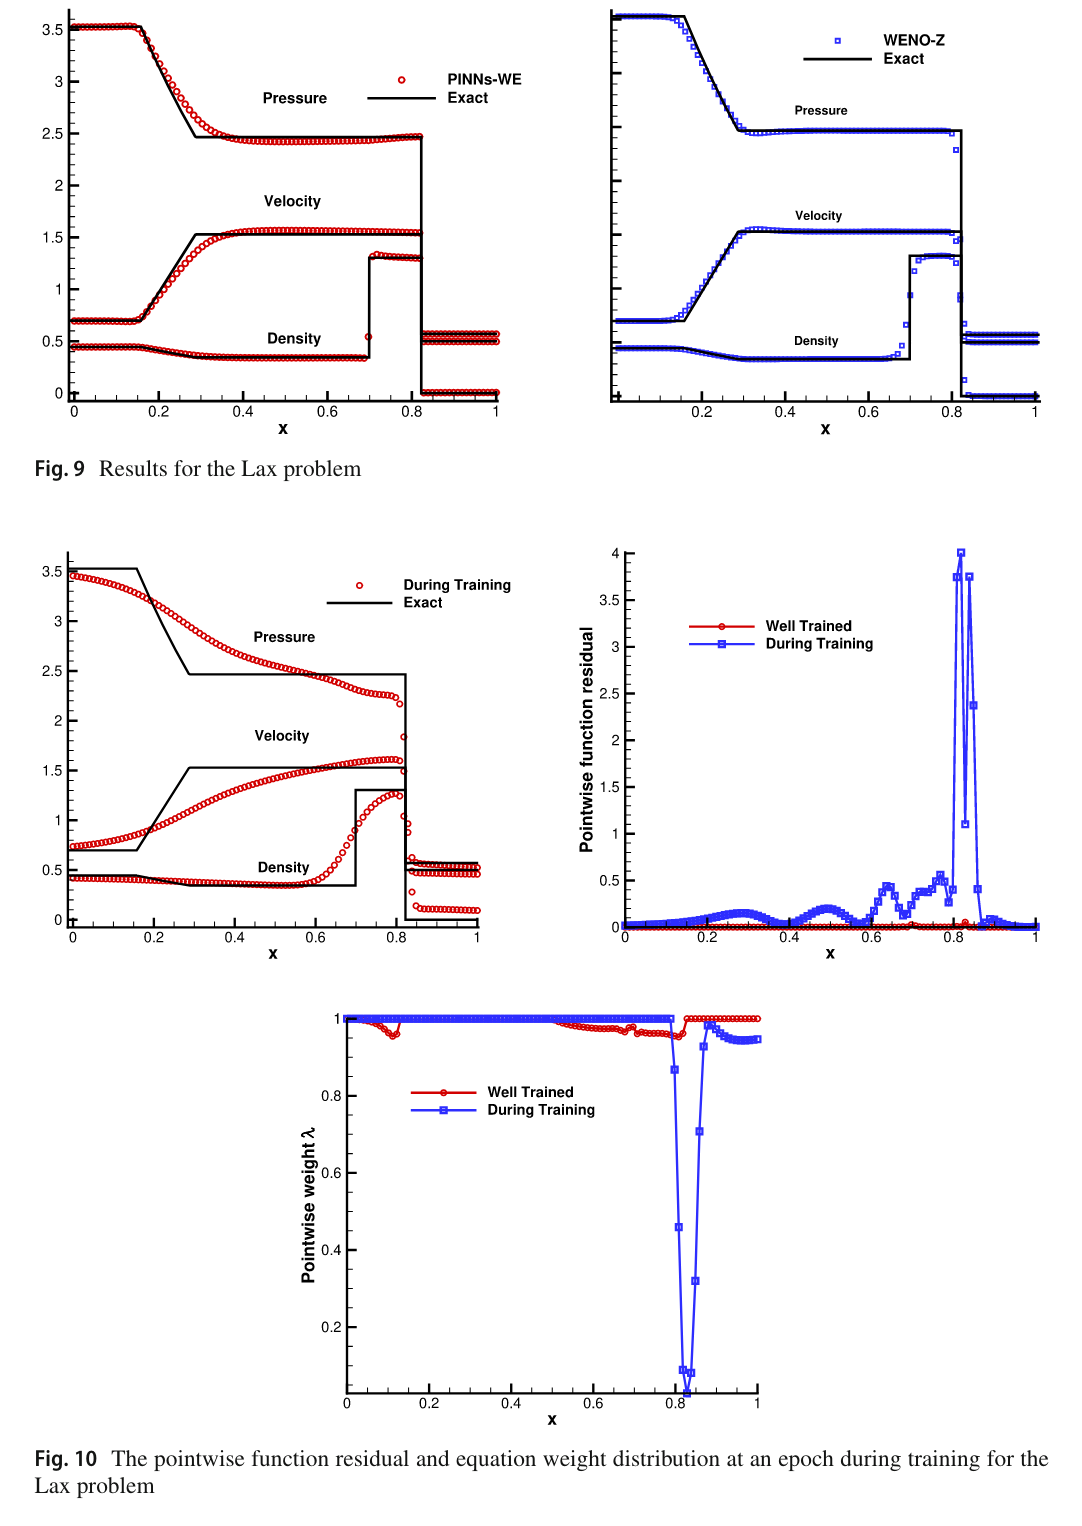 3.5
3
2.5
2
1.5
1
0.5
0
PINNs-WE
Exact
Pressure
Velocity
Density
0 0.2 0.4 0.6 0.8 1
x
WENO-Z
Exact
Pressure
Velocity
Density
0.2 0.4 0.6 0.8 1
x
Fig. 9 Results for the Lax problem
3.5
3
2.5
2
1.5
1
0.5
0
During Training
Exact
Pressure
Velocity
Density
0 0.2 0.4 0.6 0.8 1
x
Pointwise function residual
4
3.5
3
2.5
2
1.5
1
0.5
0
Well Trained
During Training
0 0.2 0.4 0.6 0.8 1
x
Pointwise weight λ
1
0.8
0.6
0.4
0.2
Well Trained
During Training
0 0.2 0.4 0.6 0.8 1
x
Fig. 10 The pointwise function residual and equation weight distribution at an epoch during training for the
Lax problem